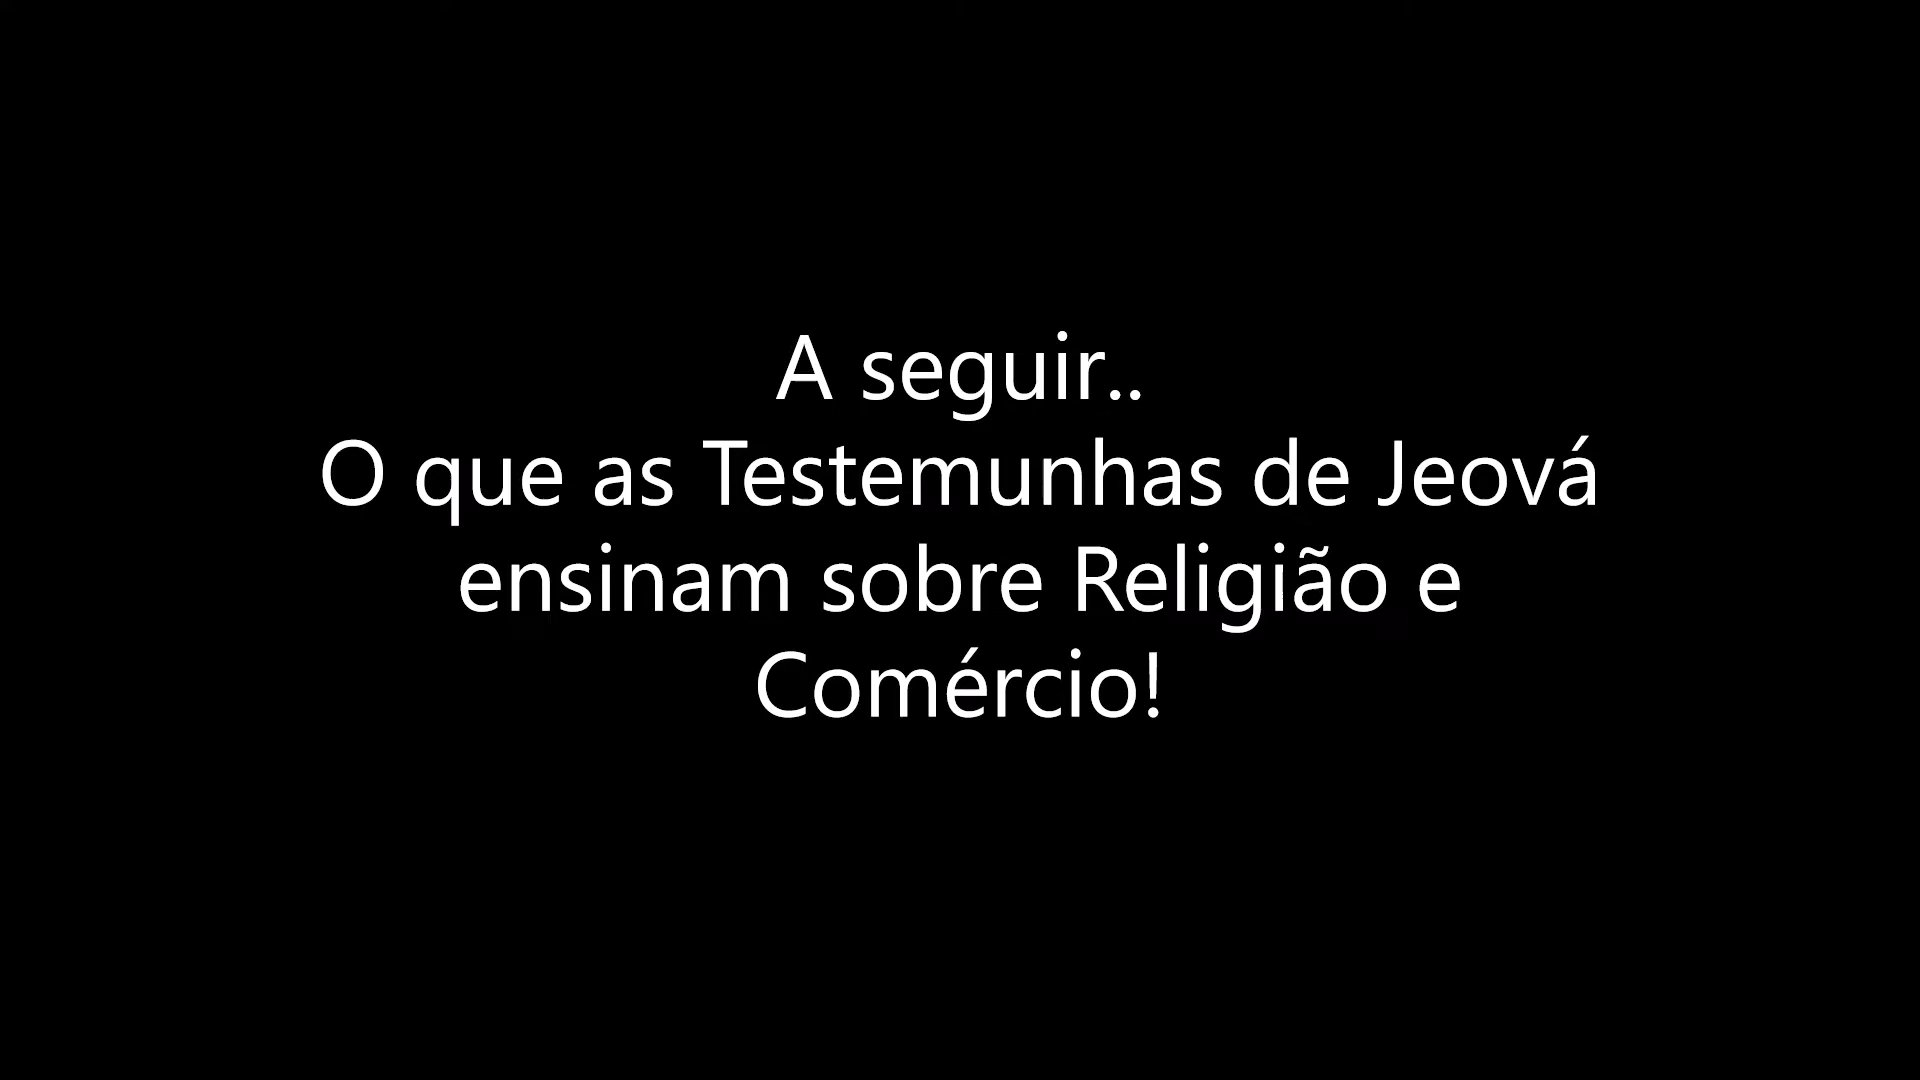 A seguir..
O que as Testemunhas de Jeová
ensinam sobre Religião e
Comércio!